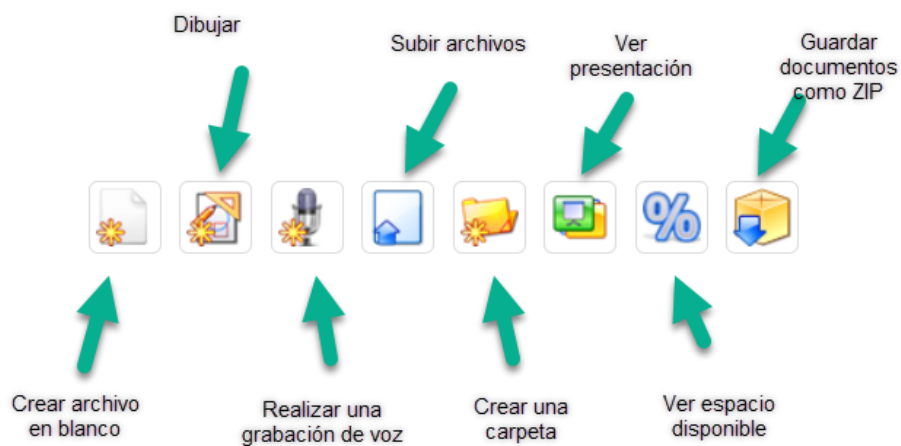 Dibujar
Subir archivos
Ver
presentación
Guardar
documentos
como ZIP
%
Crear archivo
en blanco
Realizar una
grabación de voz
Crear una
carpeta
Ver espacio
disponible